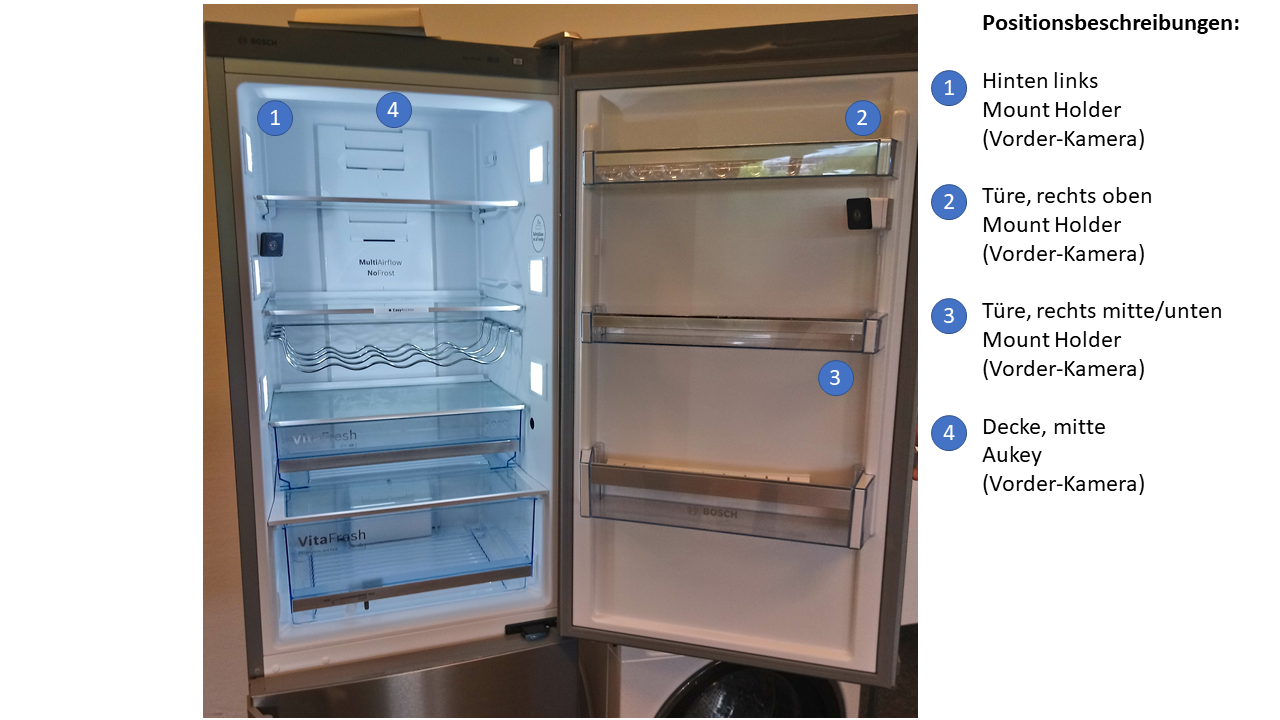 Positionsbeschreibungen:
1
Hinten links
Mount Holder
(Vorder-Kamera)
2
Türe, rechts oben
Mount Holder
(Vorder-Kamera)
3
Türe, rechts mitte/unten
Mount Holder
(Vorder-Kamera)
4
Decke, mitte
Aukey
(Vorder-Kamera)
BOSCH
1
4
2
MultiAirflow
NoFrost
EasyAccess
3
VitaFresh
BOSCH
VitaFresh